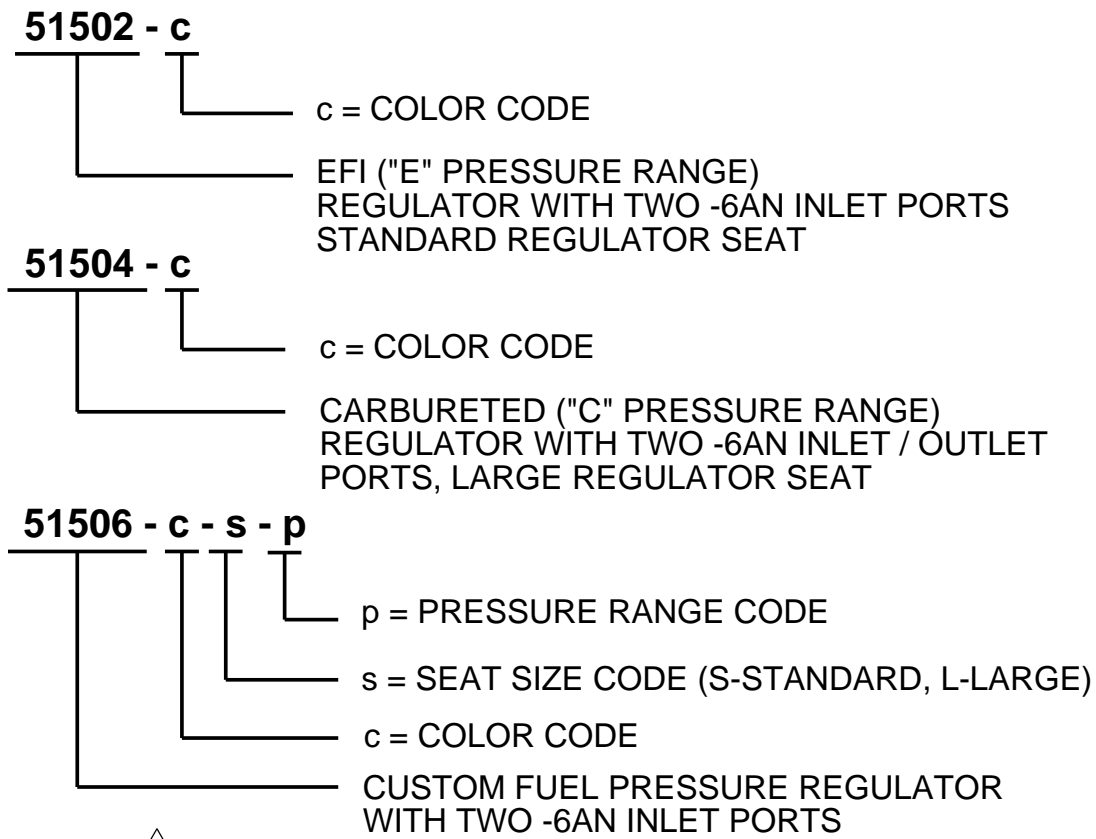 51502 - c
c = COLOR CODE
EFI ("E" PRESSURE RANGE)
REGULATOR WITH TWO -6AN INLET PORTS
STANDARD REGULATOR SEAT
51504 - c
c = COLOR CODE
CARBURETED ("C" PRESSURE RANGE)
REGULATOR WITH TWO -6AN INLET / OUTLET
PORTS, LARGE REGULATOR SEAT
51506 - c - s - p
p = PRESSURE RANGE CODE
s = SEAT SIZE CODE (S-STANDARD, L-LARGE)
c = COLOR CODE
CUSTOM FUEL PRESSURE REGULATOR
WITH TWO -6AN INLET PORTS